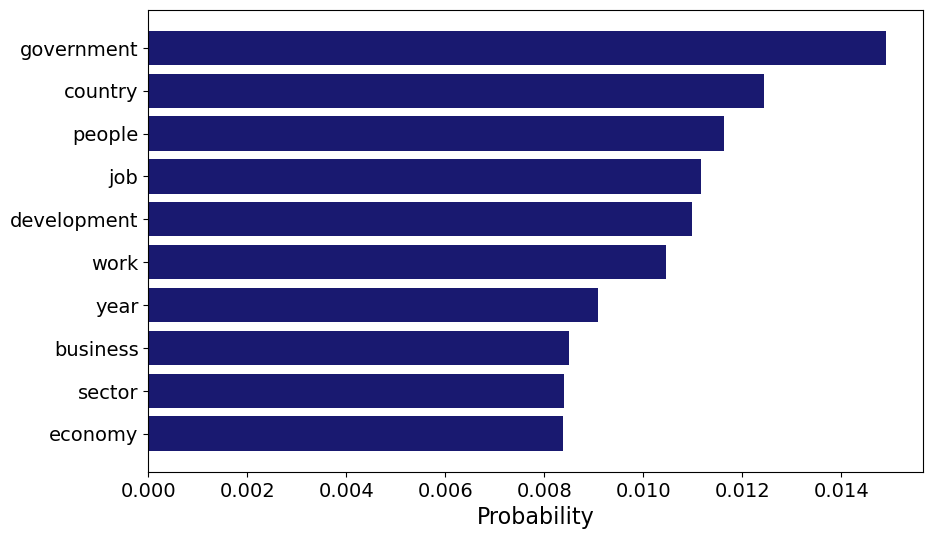 government
country
people
job
development
work
year
business
sector
economy
0.000 0.002 0.004 0.006 0.008 0.010 0.012 0.014
Probability